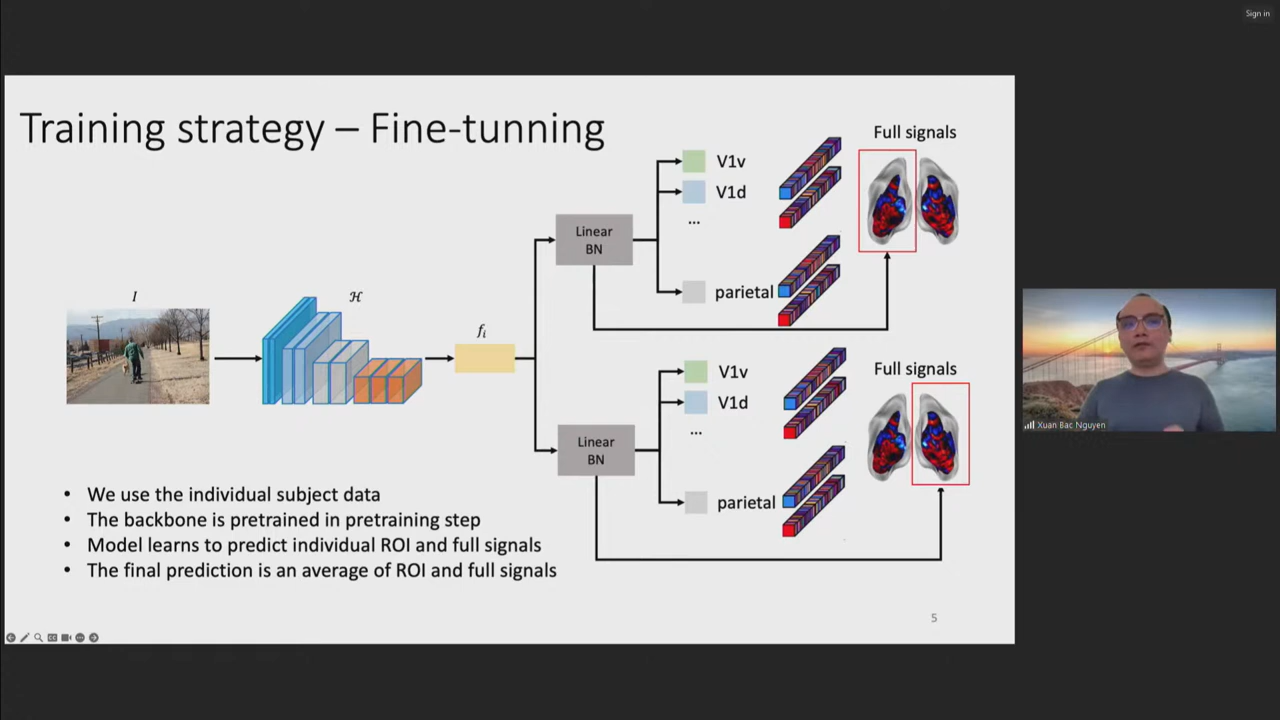 Sign in
Training strategy – Fine-tunning
Full signals
V1v
V1d
...
Linear
BN
parietal
I
ℋ
fᵢ
Full signals
V1v
V1d
...
Linear
BN
parietal
• We use the individual subject data
• The backbone is pretrained in pretraining step
• Model learns to predict individual ROI and full signals
• The final prediction is an average of ROI and full signals
5
Xuan Bac Nguyen